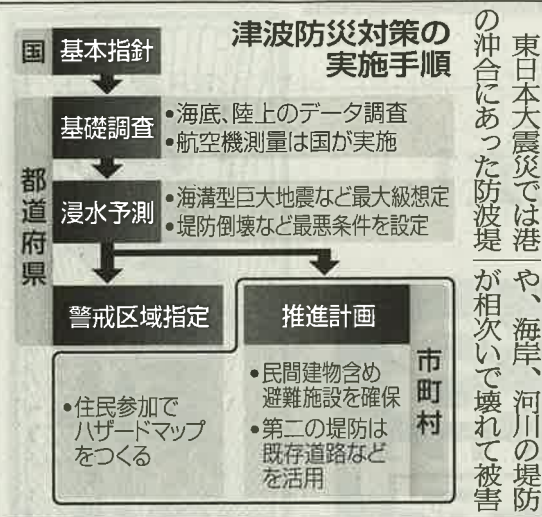 津波防災対策の
実施手順
国
基本指針
都道府県
基礎調査
•海底、陸上のデータ調査
•航空機測量は国が実施
浸水予測
•海溝型巨大地震など最大級想定
•堤防倒壊など最悪条件を設定
警戒区域指定
•住民参加で
ハザードマップ
をつくる
推進計画
市町村
•民間建物含め
避難施設を確保
•第二の堤防は
既存道路など
を活用
東日本大震災では港
の沖合にあった防波堤
や、海岸、河川の堤防
が相次いで壊れて被害